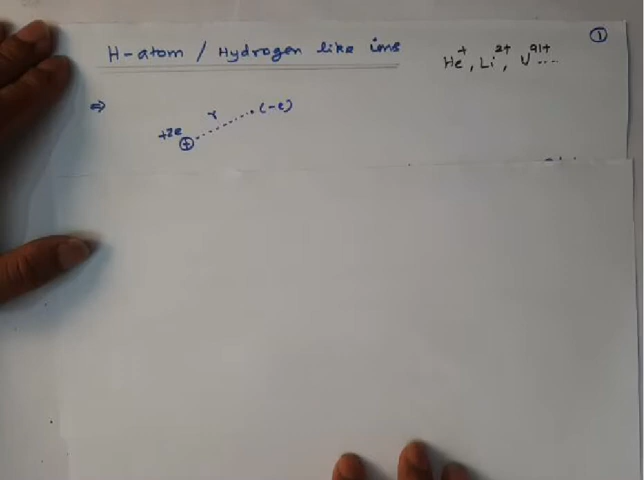 ①
H-atom / Hydrogen like ions He⁺, Li²⁺, U⁹¹⁺ ...
⇒ r (-e)
+Ze ⊕